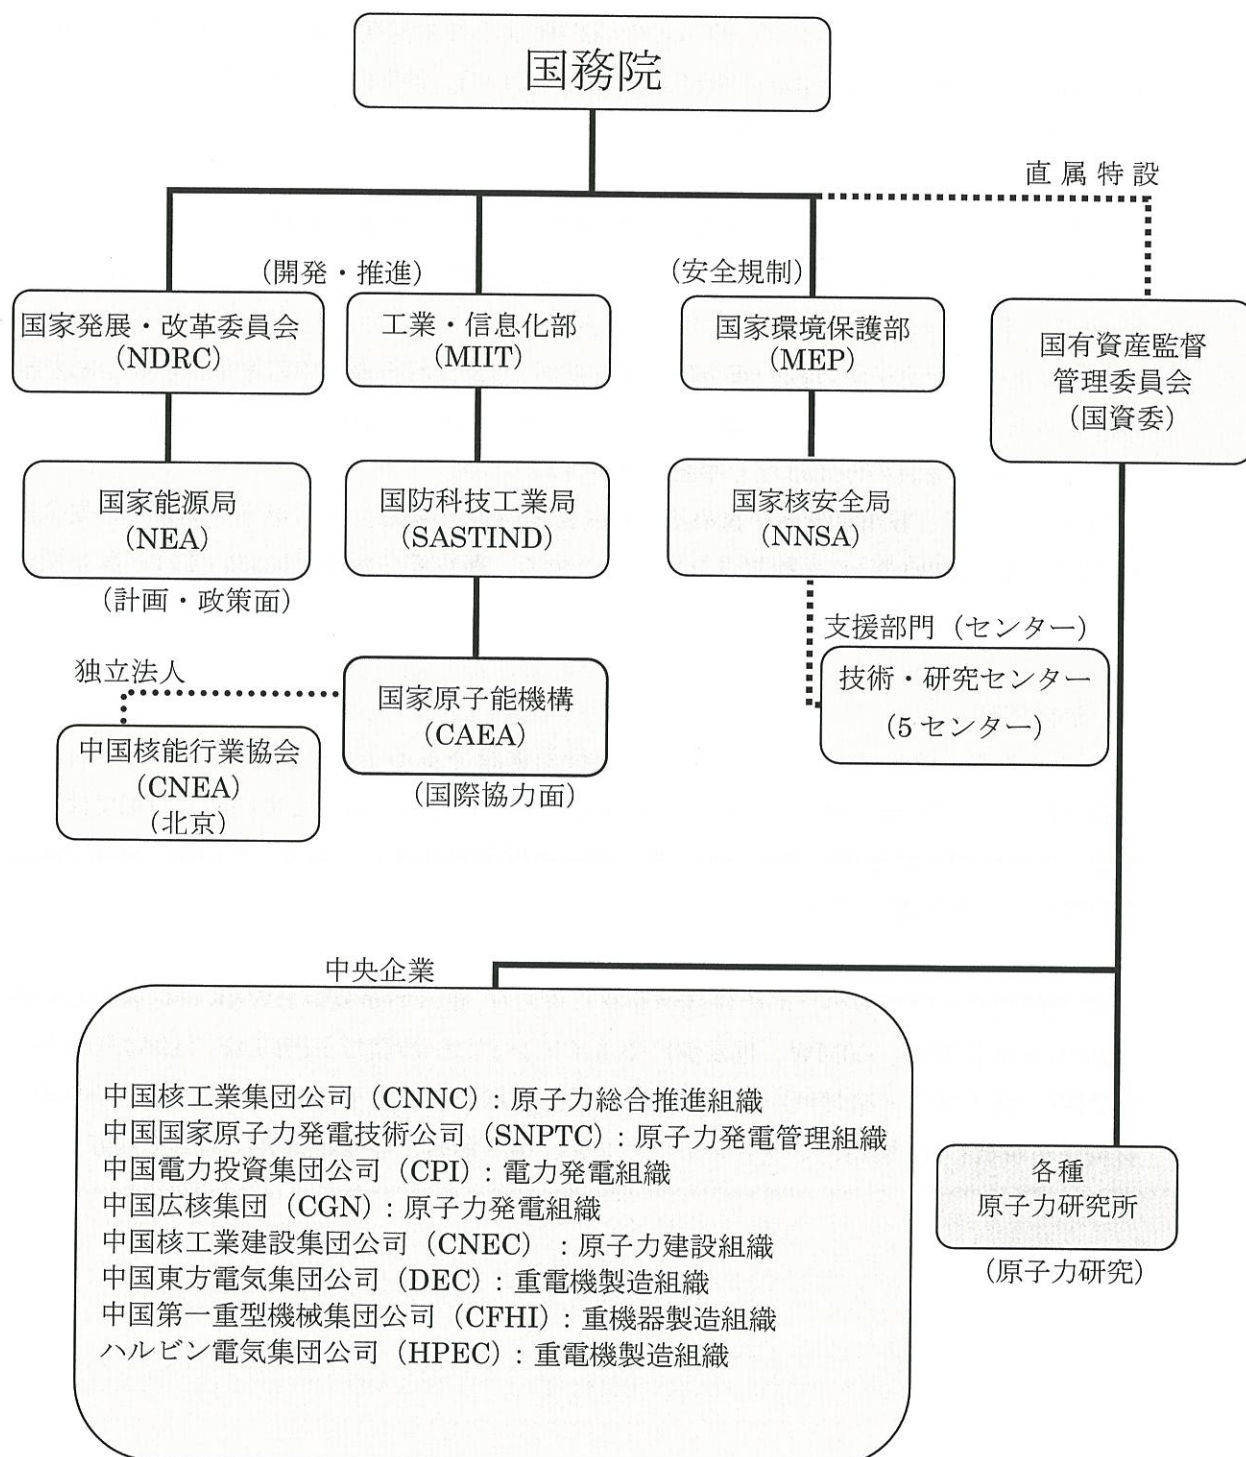 国務院
直属特設
(開発・推進)
(安全規制)
国家発展・改革委員会
(NDRC)
工業・信息化部
(MIIT)
国家環境保護部
(MEP)
国有資産監督
管理委員会
(国資委)
国家能源局
(NEA)
(計画・政策面)
国防科技工業局
(SASTIND)
国家核安全局
(NNSA)
支援部門（センター）
技術・研究センター
(5センター)
独立法人
中国核能行業協会
(CNEA)
(北京)
国家原子能機構
(CAEA)
(国際協力面)
中央企業
中国核工業集団公司（CNNC）：原子力総合推進組織
中国国家原子力発電技術公司（SNPTC）：原子力発電管理組織
中国電力投資集団公司（CPI）：電力発電組織
中国広核集団（CGN）：原子力発電組織
中国核工業建設集団公司（CNEC）：原子力建設組織
中国東方電気集団公司（DEC）：重電機製造組織
中国第一重型機械集団公司（CFHI）：重機器製造組織
ハルビン電気集団公司（HPEC）：重電機製造組織
各種
原子力研究所
(原子力研究)